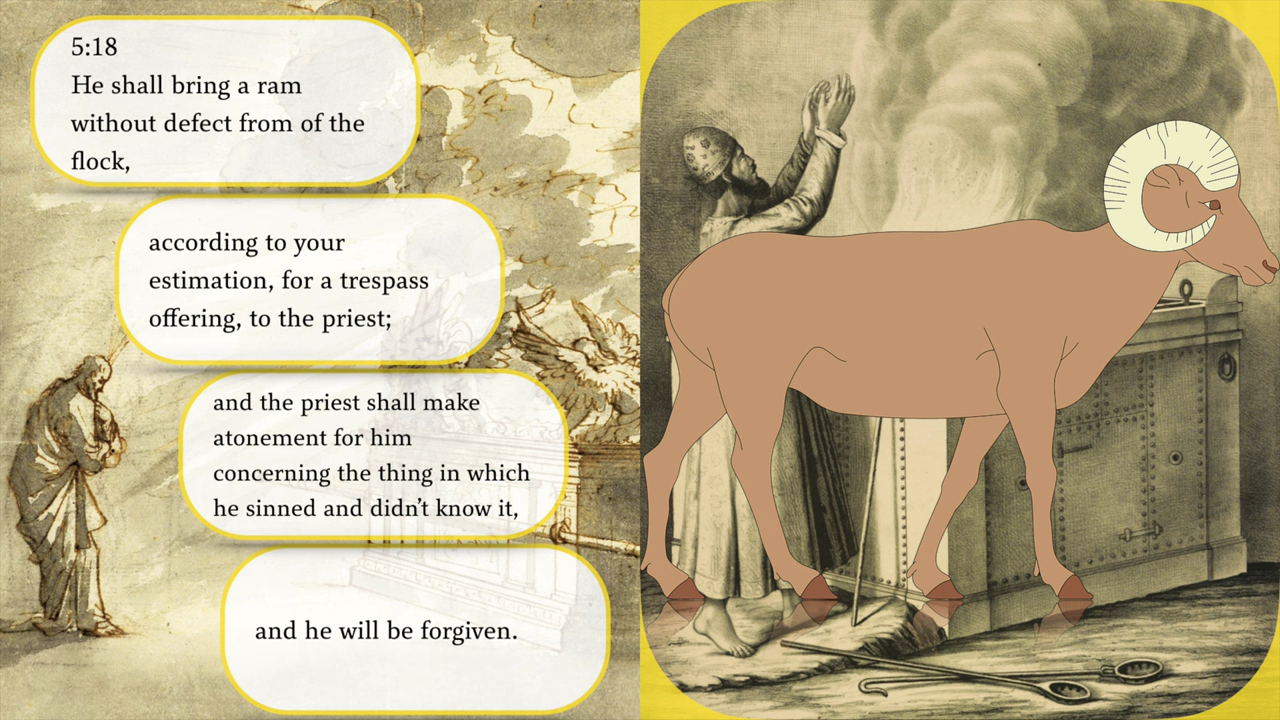 5:18
He shall bring a ram
without defect from of the
flock,
according to your
estimation, for a trespass
offering, to the priest;
and the priest shall make
atonement for him
concerning the thing in which
he sinned and didn’t know it,
and he will be forgiven.